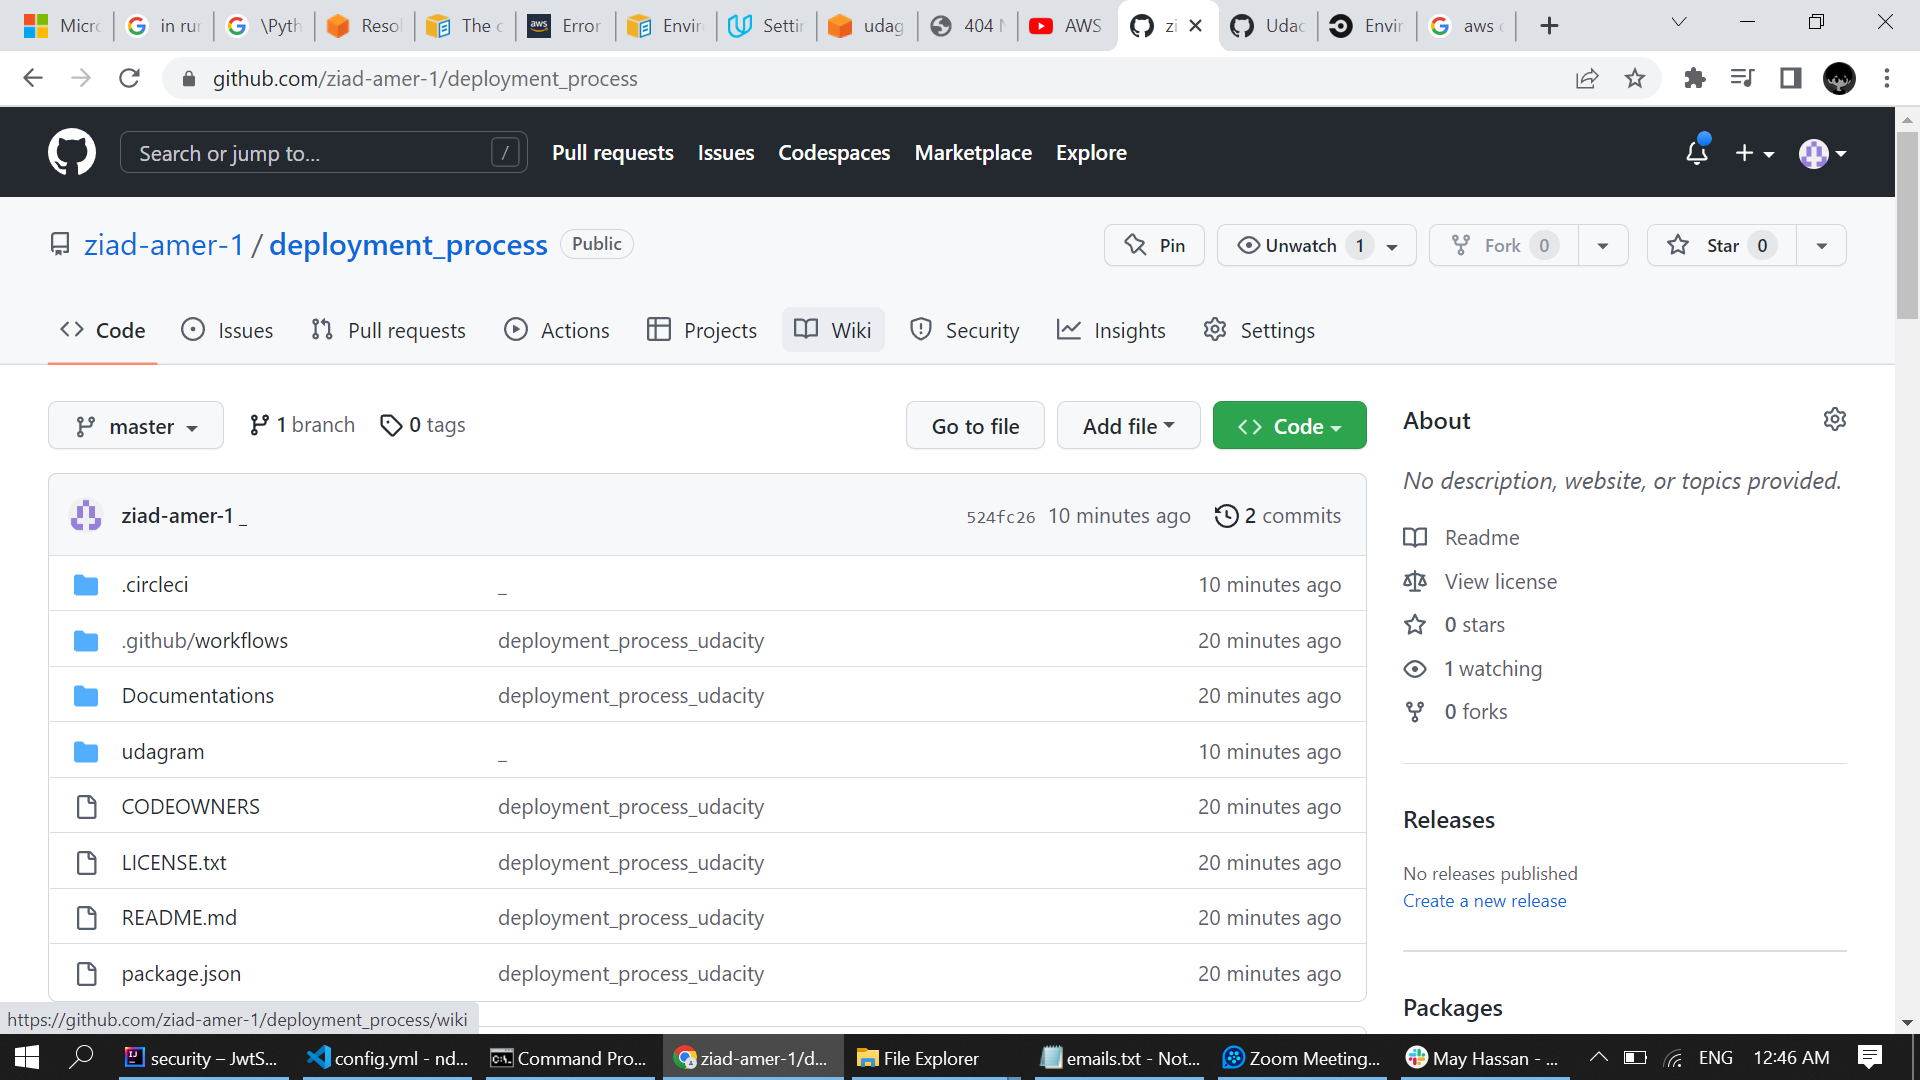 Micro
in run
\Pyth
Resol
The c
aws
Error
Enviro
Settin
udag
404 N
AWS
zi
Udac
Envir
aws c
github.com/ziad-amer-1/deployment_process
Search or jump to...
/
Pull requests
Issues
Codespaces
Marketplace
Explore
ziad-amer-1 / deployment_process
Public
Pin
Unwatch 1
Fork 0
Star 0
Code
Issues
Pull requests
Actions
Projects
Wiki
Security
Insights
Settings
master
1 branch
0 tags
Go to file
Add file
Code
About
No description, website, or topics provided.
ziad-amer-1 _
524fc26 10 minutes ago
2 commits
.circleci _ 10 minutes ago
.github/workflows deployment_process_udacity 20 minutes ago
Documentations deployment_process_udacity 20 minutes ago
udagram _ 10 minutes ago
CODEOWNERS deployment_process_udacity 20 minutes ago
LICENSE.txt deployment_process_udacity 20 minutes ago
README.md deployment_process_udacity 20 minutes ago
package.json deployment_process_udacity 20 minutes ago
Readme
View license
0 stars
1 watching
0 forks
Releases
No releases published
Create a new release
Packages
https://github.com/ziad-amer-1/deployment_process/wiki
security – JwtS...
config.yml - nd...
Command Pro...
ziad-amer-1/d...
File Explorer
emails.txt - Not...
Zoom Meeting...
May Hassan - ...
ENG
12:46 AM